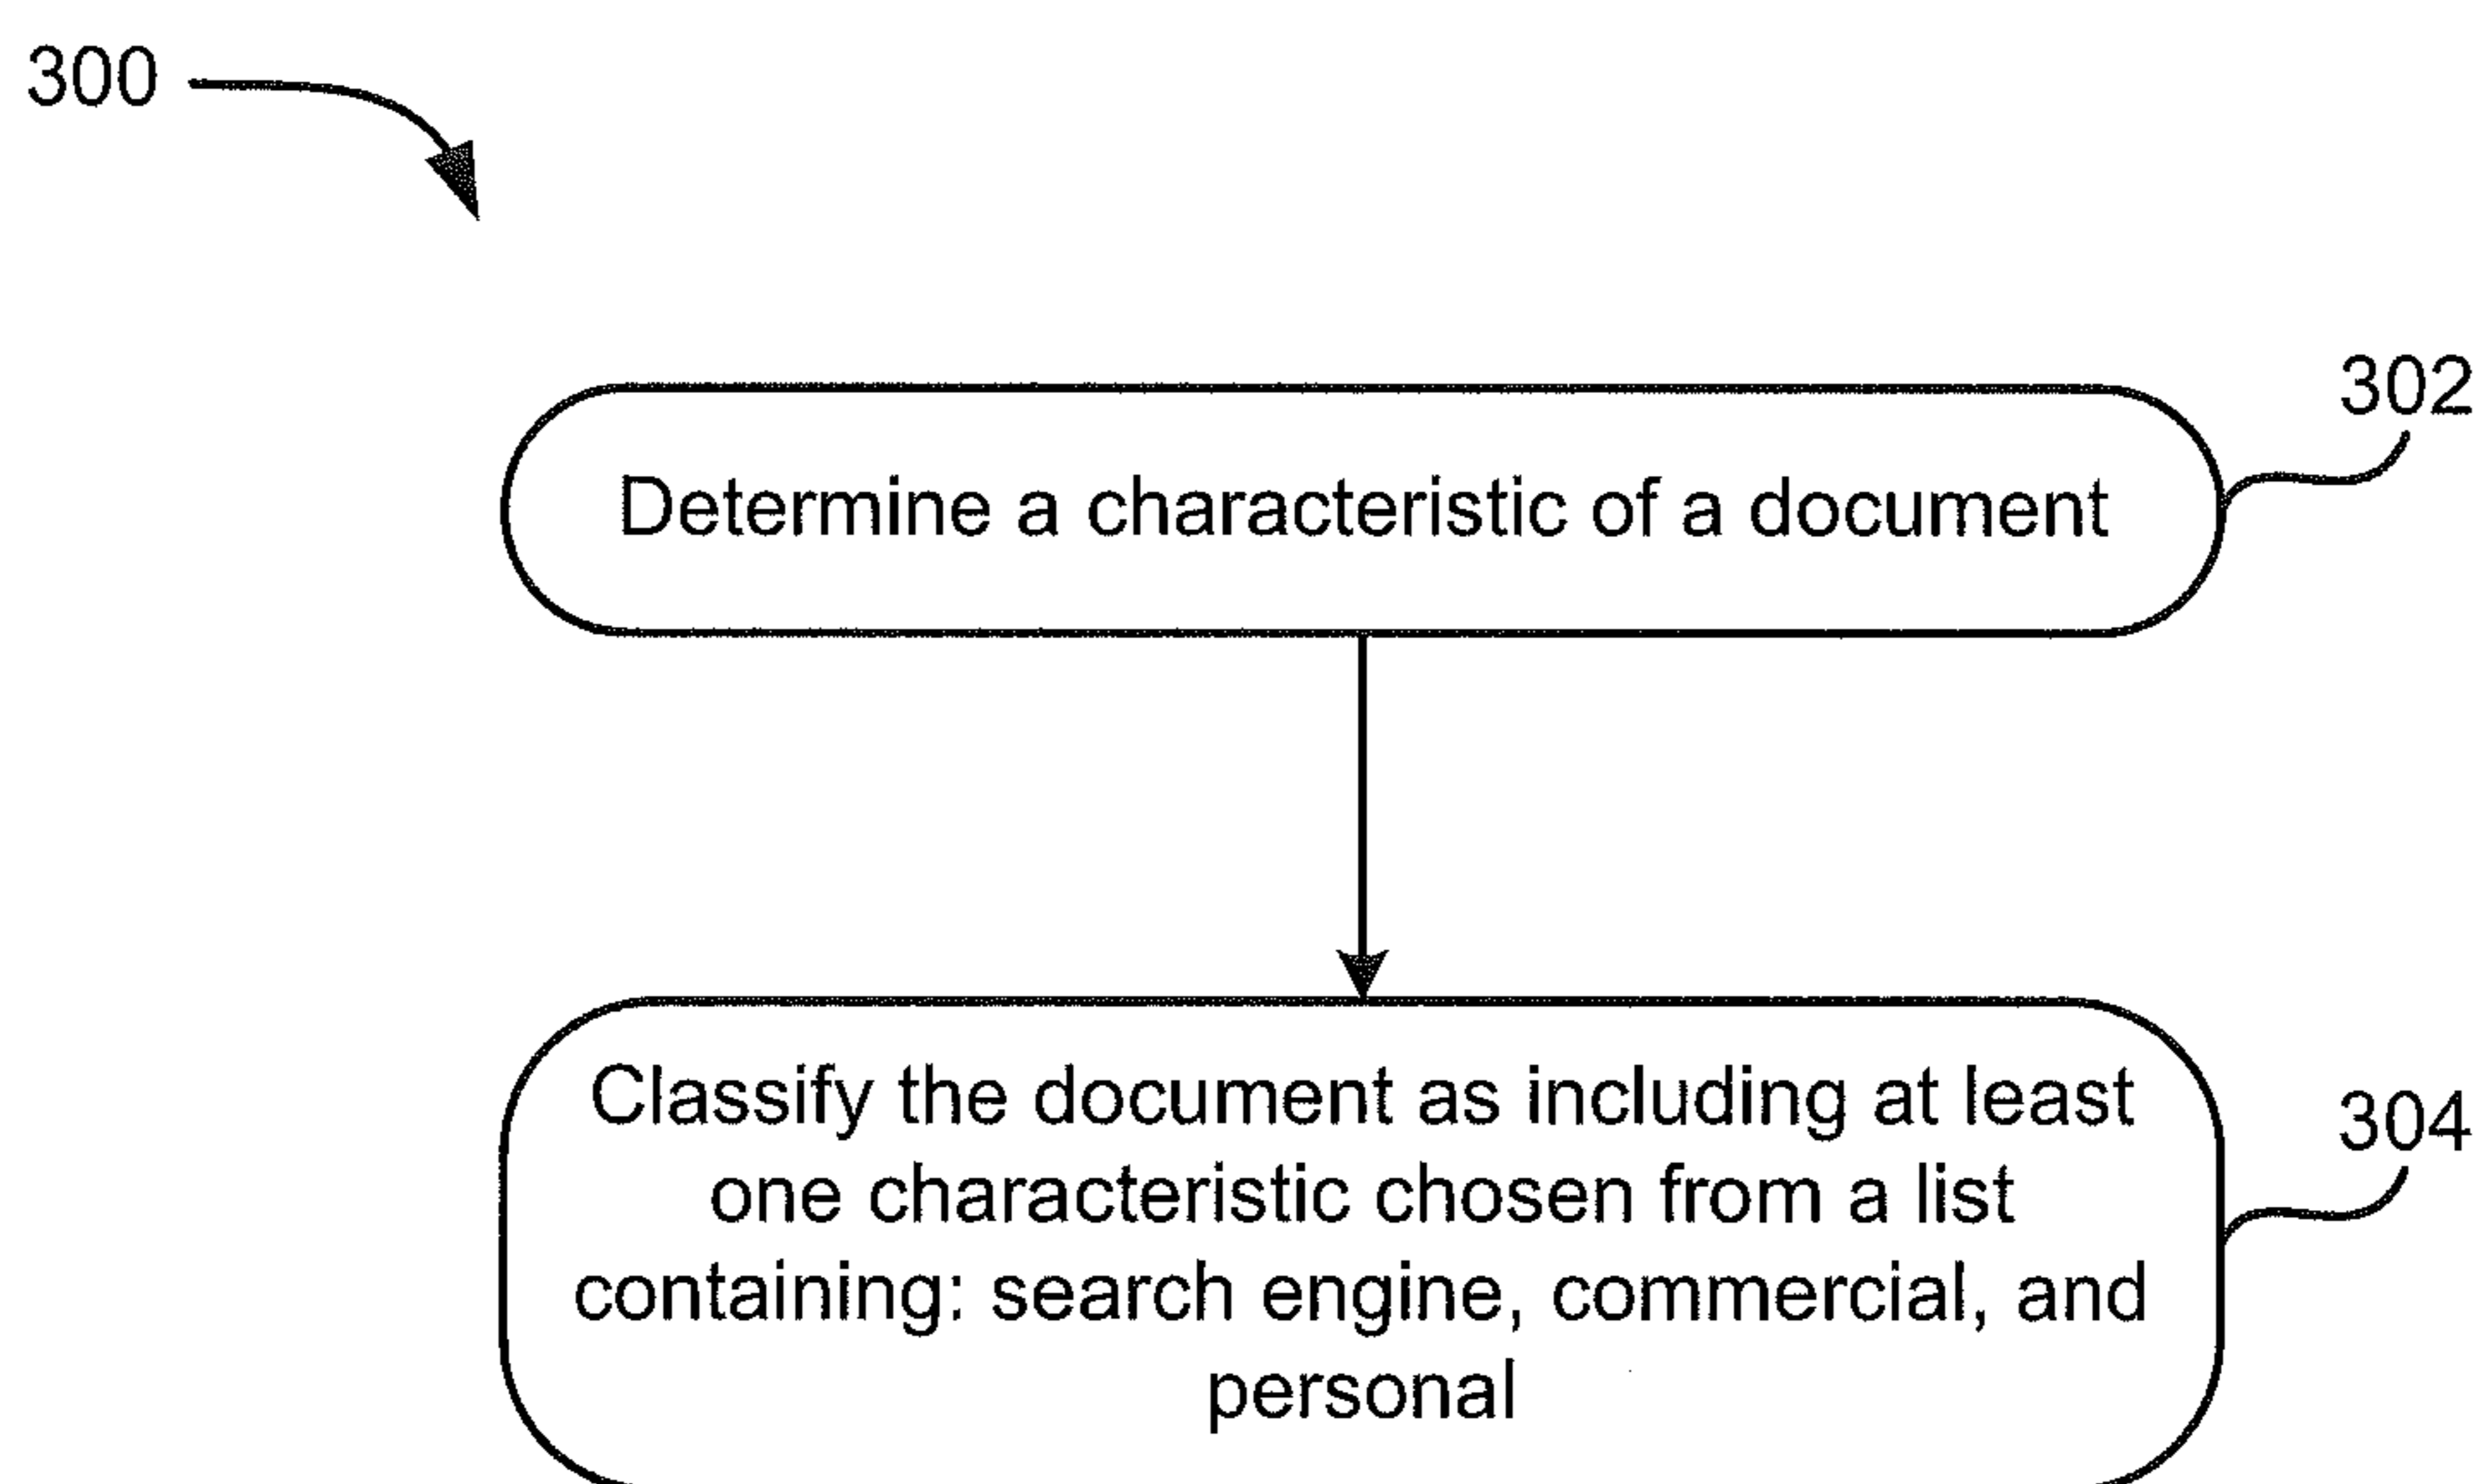 300
302
Determine a characteristic of a document
Classify the document as including at least
304
one characteristic chosen from a list
containing: search engine, commercial, and
personal